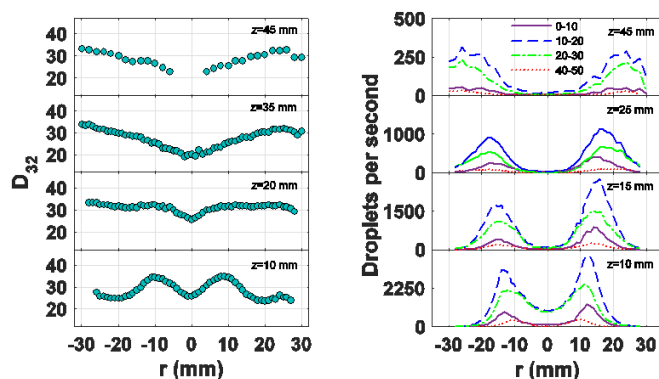 z=45 mm
40
30
20
z=35 mm
40
30
20
z=20 mm
40
30
20
z=10 mm
40
30
20
-30 -20 -10 0 10 20 30
r (mm)
D32
500
250
0
z=45 mm
0-10
10-20
20-30
40-50
z=25 mm
1000
0
z=15 mm
1500
0
z=10 mm
2250
0
-30 -20 -10 0 10 20 30
r (mm)
Droplets per second